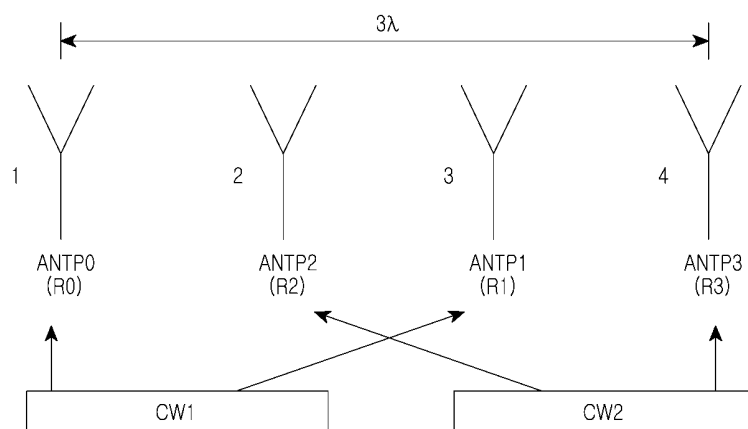 3λ
1
2
3
4
ANTP0
(R0)
ANTP2
(R2)
ANTP1
(R1)
ANTP3
(R3)
CW1
CW2